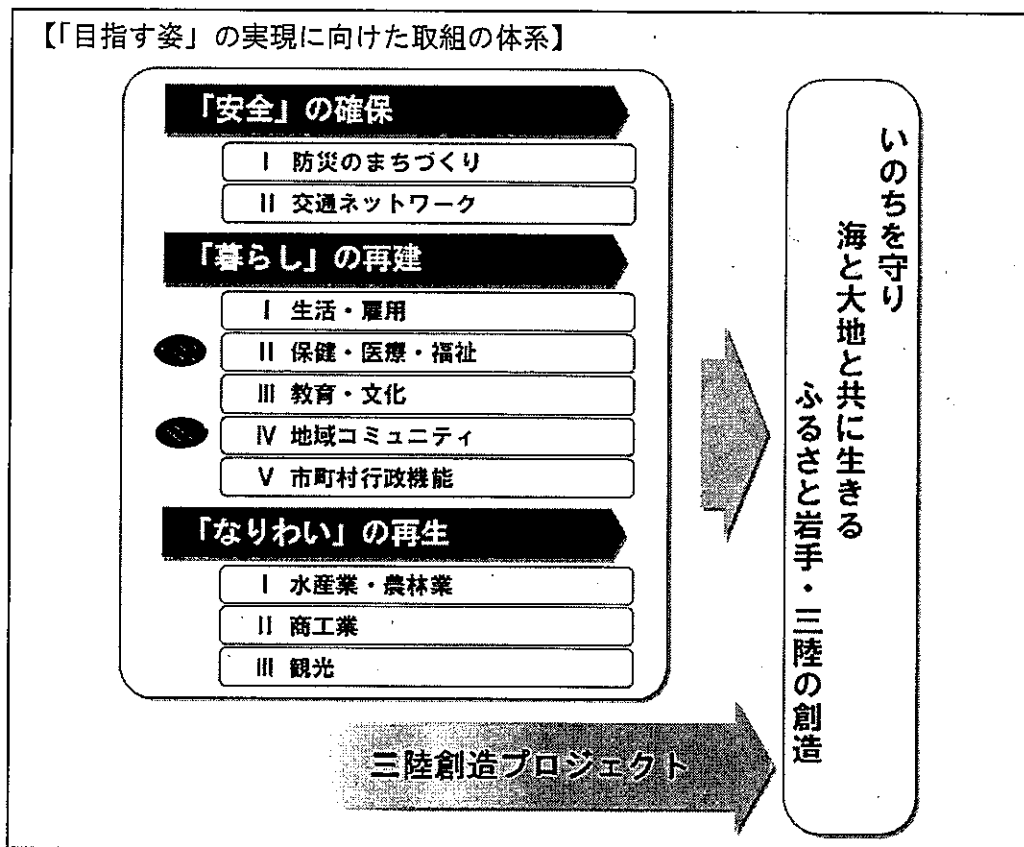 【「目指す姿」の実現に向けた取組の体系】
「安全」の確保
Ⅰ 防災のまちづくり
Ⅱ 交通ネットワーク
「暮らし」の再建
Ⅰ 生活・雇用
Ⅱ 保健・医療・福祉
Ⅲ 教育・文化
Ⅳ 地域コミュニティ
Ⅴ 市町村行政機能
「なりわい」の再生
Ⅰ 水産業・農林業
Ⅱ 商工業
Ⅲ 観光
三陸創造プロジェクト
いのちを守り
海と大地と共に生きる
ふるさと岩手・三陸の創造